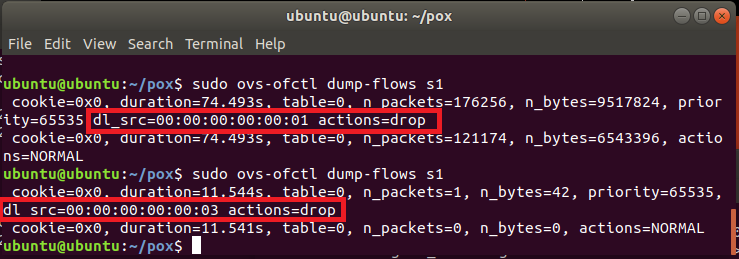 ubuntu@ubuntu: ~/pox
File Edit View Search Terminal Help
ubuntu@ubuntu:~/pox$ sudo ovs-ofctl dump-flows s1
 cookie=0x0, duration=74.493s, table=0, n_packets=176256, n_bytes=9517824, prior
ity=65535,dl_src=00:00:00:00:00:01 actions=drop
 cookie=0x0, duration=74.493s, table=0, n_packets=121174, n_bytes=6543396, actio
ns=NORMAL
ubuntu@ubuntu:~/pox$ sudo ovs-ofctl dump-flows s1
 cookie=0x0, duration=11.544s, table=0, n_packets=1, n_bytes=42, priority=65535,
dl_src=00:00:00:00:00:03 actions=drop
 cookie=0x0, duration=11.541s, table=0, n_packets=0, n_bytes=0, actions=NORMAL
ubuntu@ubuntu:~/pox$